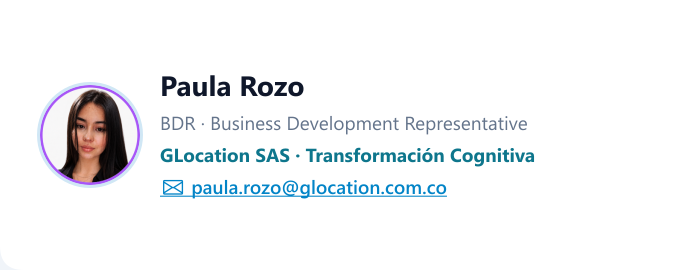 Paula Rozo
BDR · Business Development Representative
GLocation SAS · Transformación Cognitiva
paula.rozo@glocation.com.co